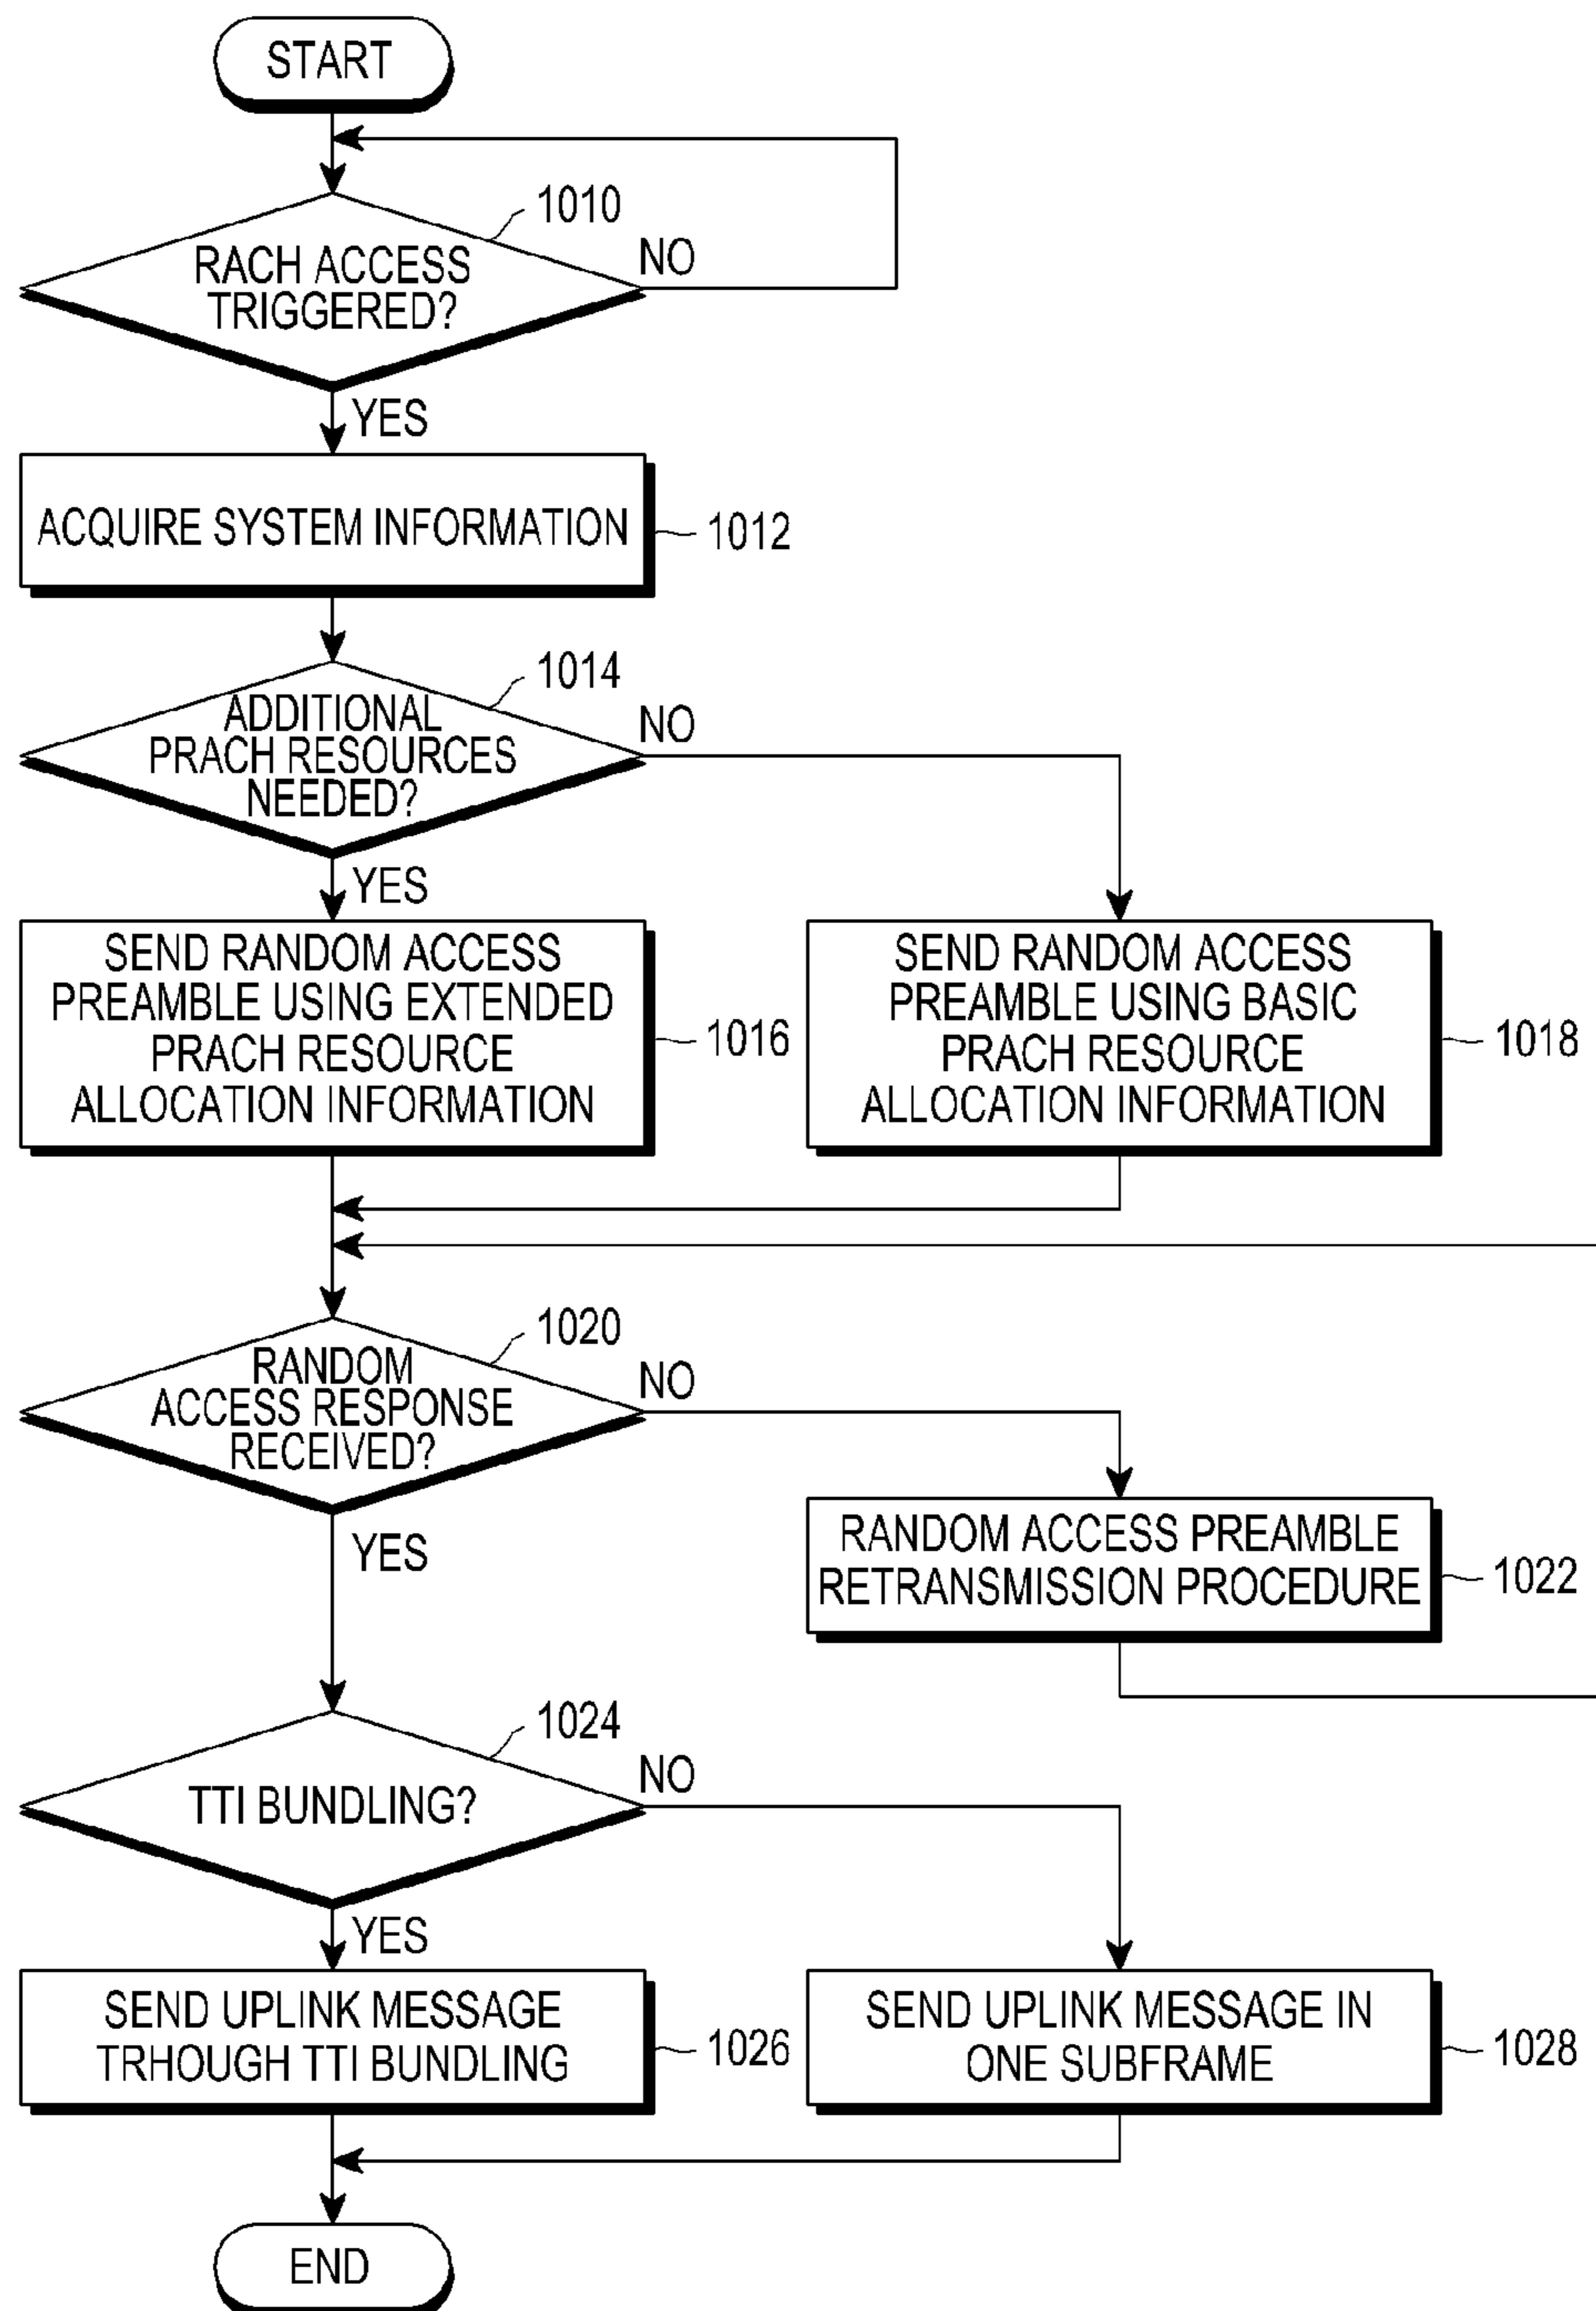 START
1010
RACH ACCESS
TRIGGERED?
NO
YES
ACQUIRE SYSTEM INFORMATION
1012
1014
ADDITIONAL
PRACH RESOURCES
NEEDED?
NO
YES
SEND RANDOM ACCESS
PREAMBLE USING EXTENDED
PRACH RESOURCE
ALLOCATION INFORMATION
1016
SEND RANDOM ACCESS
PREAMBLE USING BASIC
PRACH RESOURCE
ALLOCATION INFORMATION
1018
1020
RANDOM
ACCESS RESPONSE
RECEIVED?
NO
YES
RANDOM ACCESS PREAMBLE
RETRANSMISSION PROCEDURE
1022
1024
TTI BUNDLING?
NO
YES
SEND UPLINK MESSAGE
TRHOUGH TTI BUNDLING
1026
SEND UPLINK MESSAGE IN
ONE SUBFRAME
1028
END